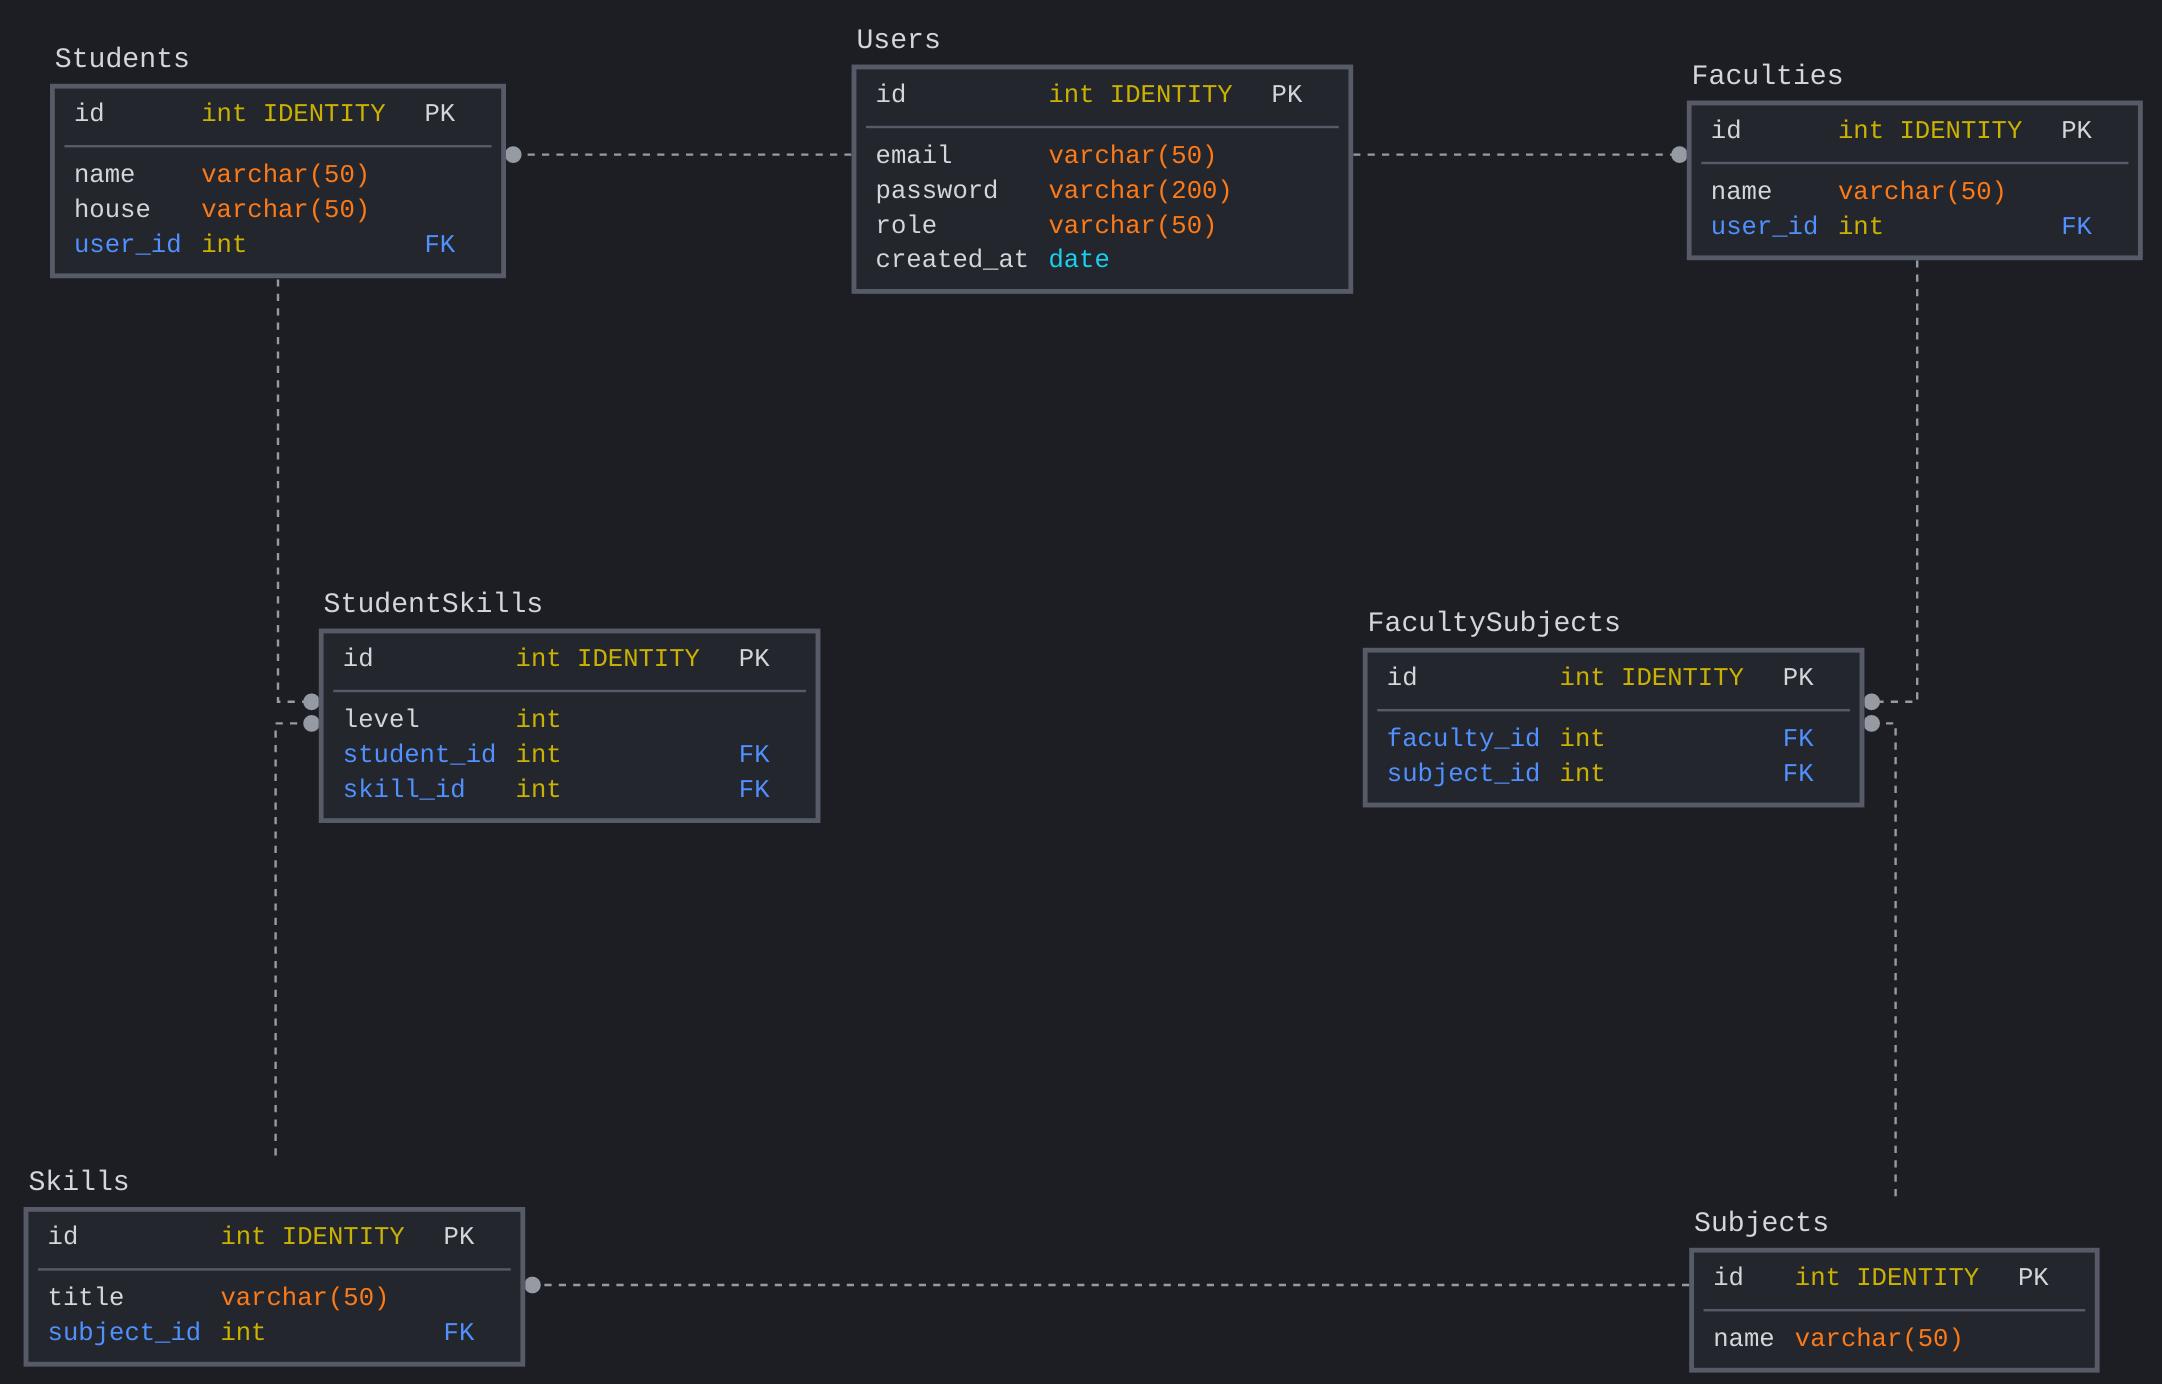 Students
id int IDENTITY PK
name varchar(50)
house varchar(50)
user_id int FK
Users
id int IDENTITY PK
email varchar(50)
password varchar(200)
role varchar(50)
created_at date
Faculties
id int IDENTITY PK
name varchar(50)
user_id int FK
StudentSkills
id int IDENTITY PK
level int
student_id int FK
skill_id int FK
FacultySubjects
id int IDENTITY PK
faculty_id int FK
subject_id int FK
Skills
id int IDENTITY PK
title varchar(50)
subject_id int FK
Subjects
id int IDENTITY PK
name varchar(50)